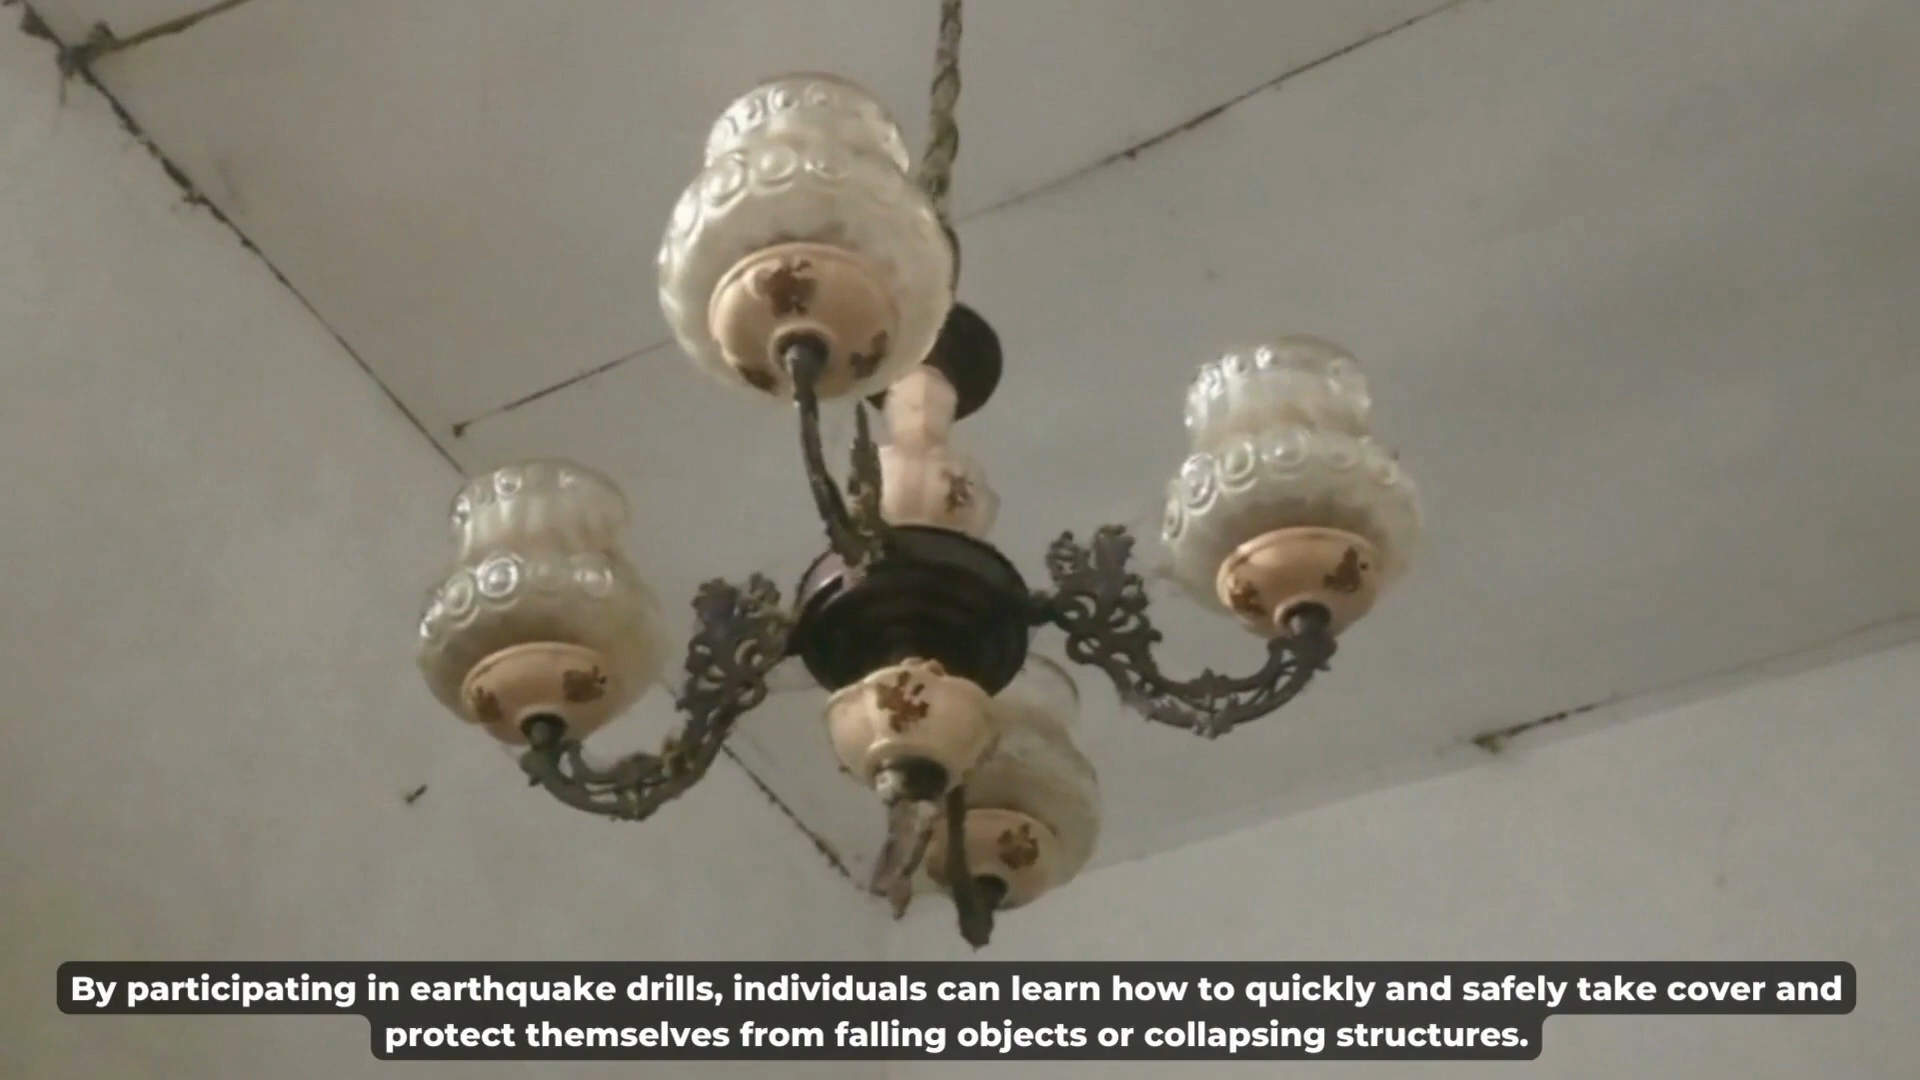 By participating in earthquake drills, individuals can learn how to quickly and safely take cover and
protect themselves from falling objects or collapsing structures.